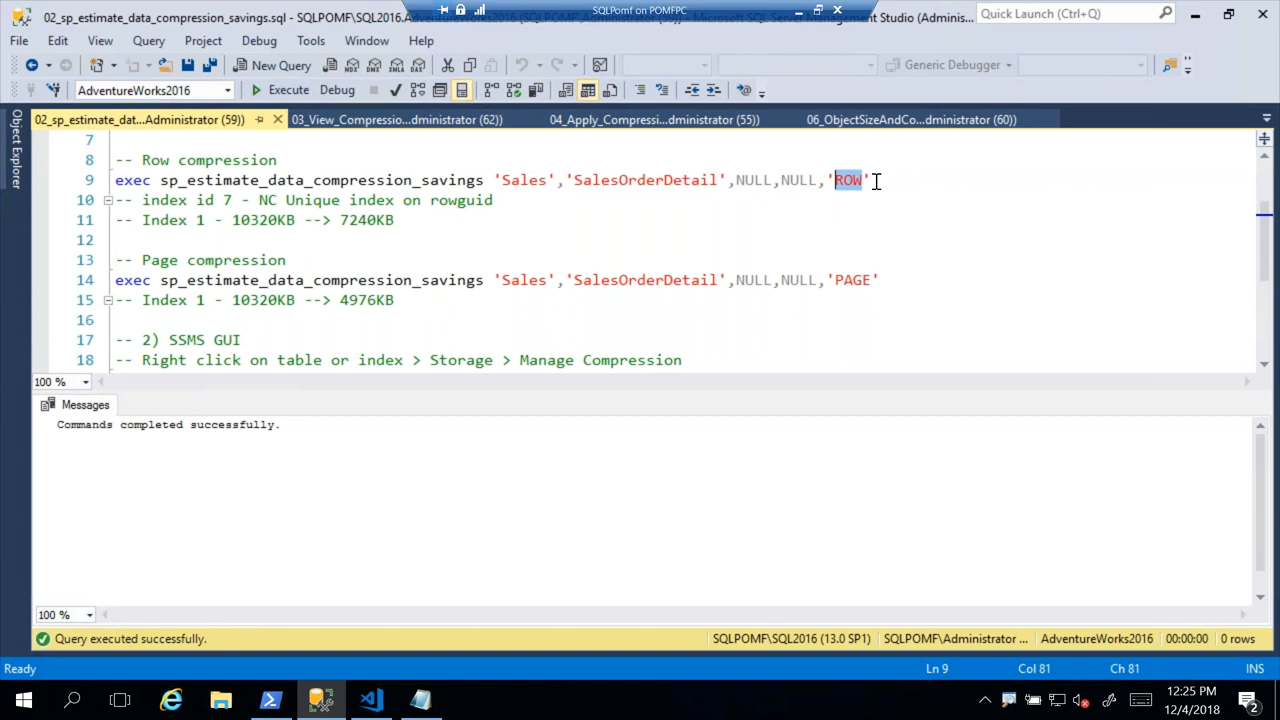 02_sp_estimate_data_compression_savings.sql - SQLPOMF\SQL2016.AdventureWorks2016 (SQLPOMF\Administrator (59)) - Microsoft SQL Server Management Studio (Adminis...
SQLPomf on POMFPC
Quick Launch (Ctrl+Q)
File Edit View Query Project Debug Tools Window Help
New Query
Generic Debugger
AdventureWorks2016
Execute Debug
02_sp_estimate_dat...Administrator (59))
03_View_Compressio...dministrator (62))
04_Apply_Compressi...dministrator (55))
06_ObjectSizeAndCo...dministrator (60))
Object Explorer
7
8 -- Row compression
9 exec sp_estimate_data_compression_savings 'Sales','SalesOrderDetail',NULL,NULL,'ROW'
10 -- index id 7 - NC Unique index on rowguid
11 -- Index 1 - 10320KB --> 7240KB
12
13 -- Page compression
14 exec sp_estimate_data_compression_savings 'Sales','SalesOrderDetail',NULL,NULL,'PAGE'
15 -- Index 1 - 10320KB --> 4976KB
16
17 -- 2) SSMS GUI
18 -- Right click on table or index > Storage > Manage Compression
100 %
Messages
Commands completed successfully.
100 %
Query executed successfully.
SQLPOMF\SQL2016 (13.0 SP1)
SQLPOMF\Administrator ...
AdventureWorks2016
00:00:00
0 rows
Ready
Ln 9
Col 81
Ch 81
INS
12:25 PM
12/4/2018
2